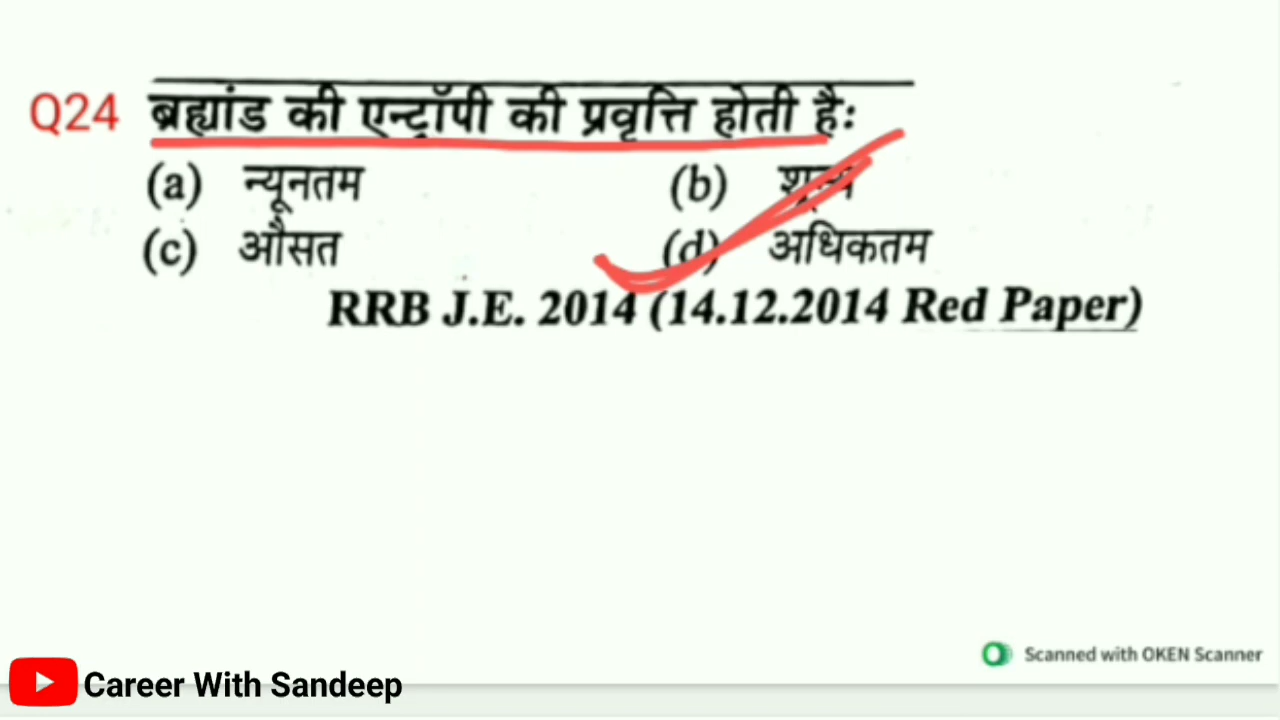 Q24 ब्रह्यांड की एन्ट्रॉपी की प्रवृत्ति होती है:
(a) न्यूनतम (b) शून्य
(c) औसत (d) अधिकतम
RRB J.E. 2014 (14.12.2014 Red Paper)
Scanned with OKEN Scanner
Career With Sandeep